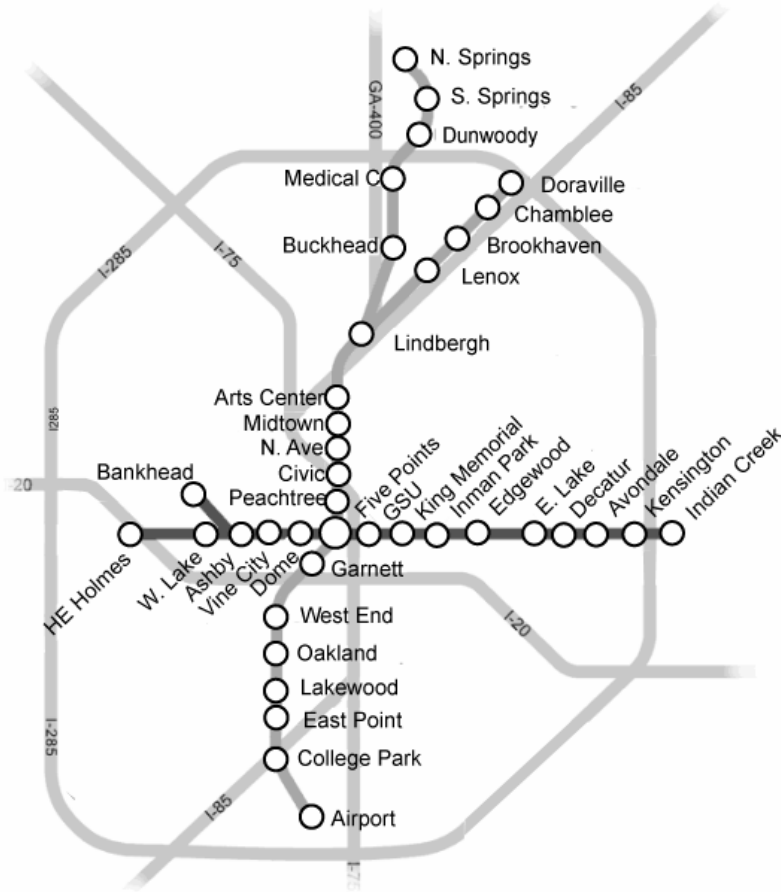 N. Springs
GA-400
S. Springs
I-85
Dunwoody
Medical C
Doraville
Chamblee
Buckhead
Brookhaven
I-285
I-75
Lenox
Lindbergh
Arts Center
Midtown
I285
N. Ave
Civic
Bankhead
Peachtree
20
Five Points
GSU
King Memorial
Inman Park
Edgewood
E. Lake
Decatur
Avondale
Kensington
Indian Creek
HE Holmes
W. Lake
Ashby
Vine City
Dome
Garnett
West End
I-20
Oakland
Lakewood
East Point
I-285
College Park
I-85
Airport
I-75